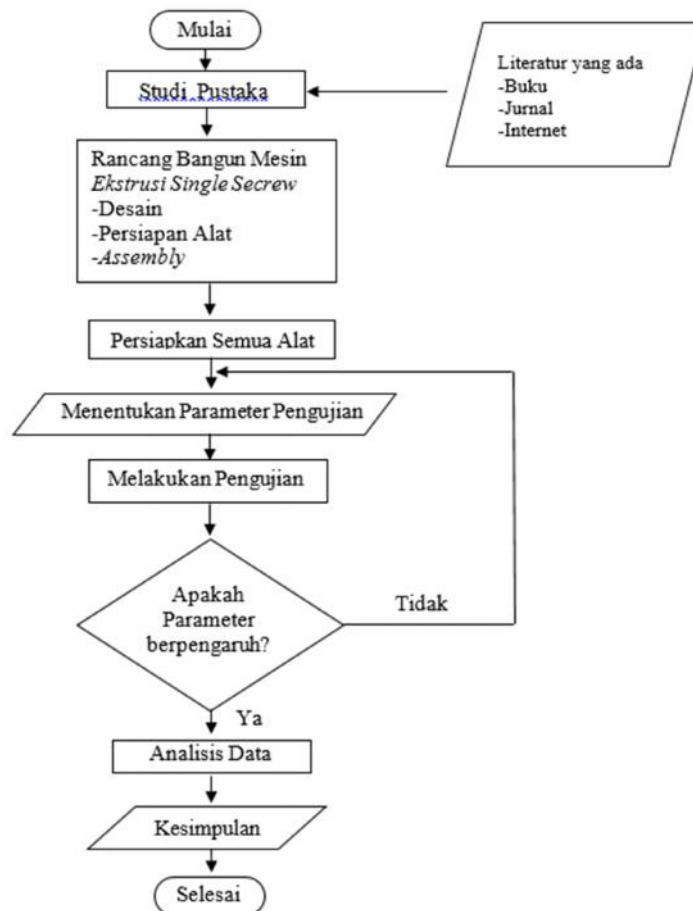 Mulai
Studi Pustaka
Literatur yang ada
-Buku
-Jurnal
-Internet
Rancang Bangun Mesin
Ekstrusi Single Secrew
-Desain
-Persiapan Alat
-Assembly
Persiapkan Semua Alat
Menentukan Parameter Pengujian
Melakukan Pengujian
Apakah
Parameter
berpengaruh?
Tidak
Ya
Analisis Data
Kesimpulan
Selesai